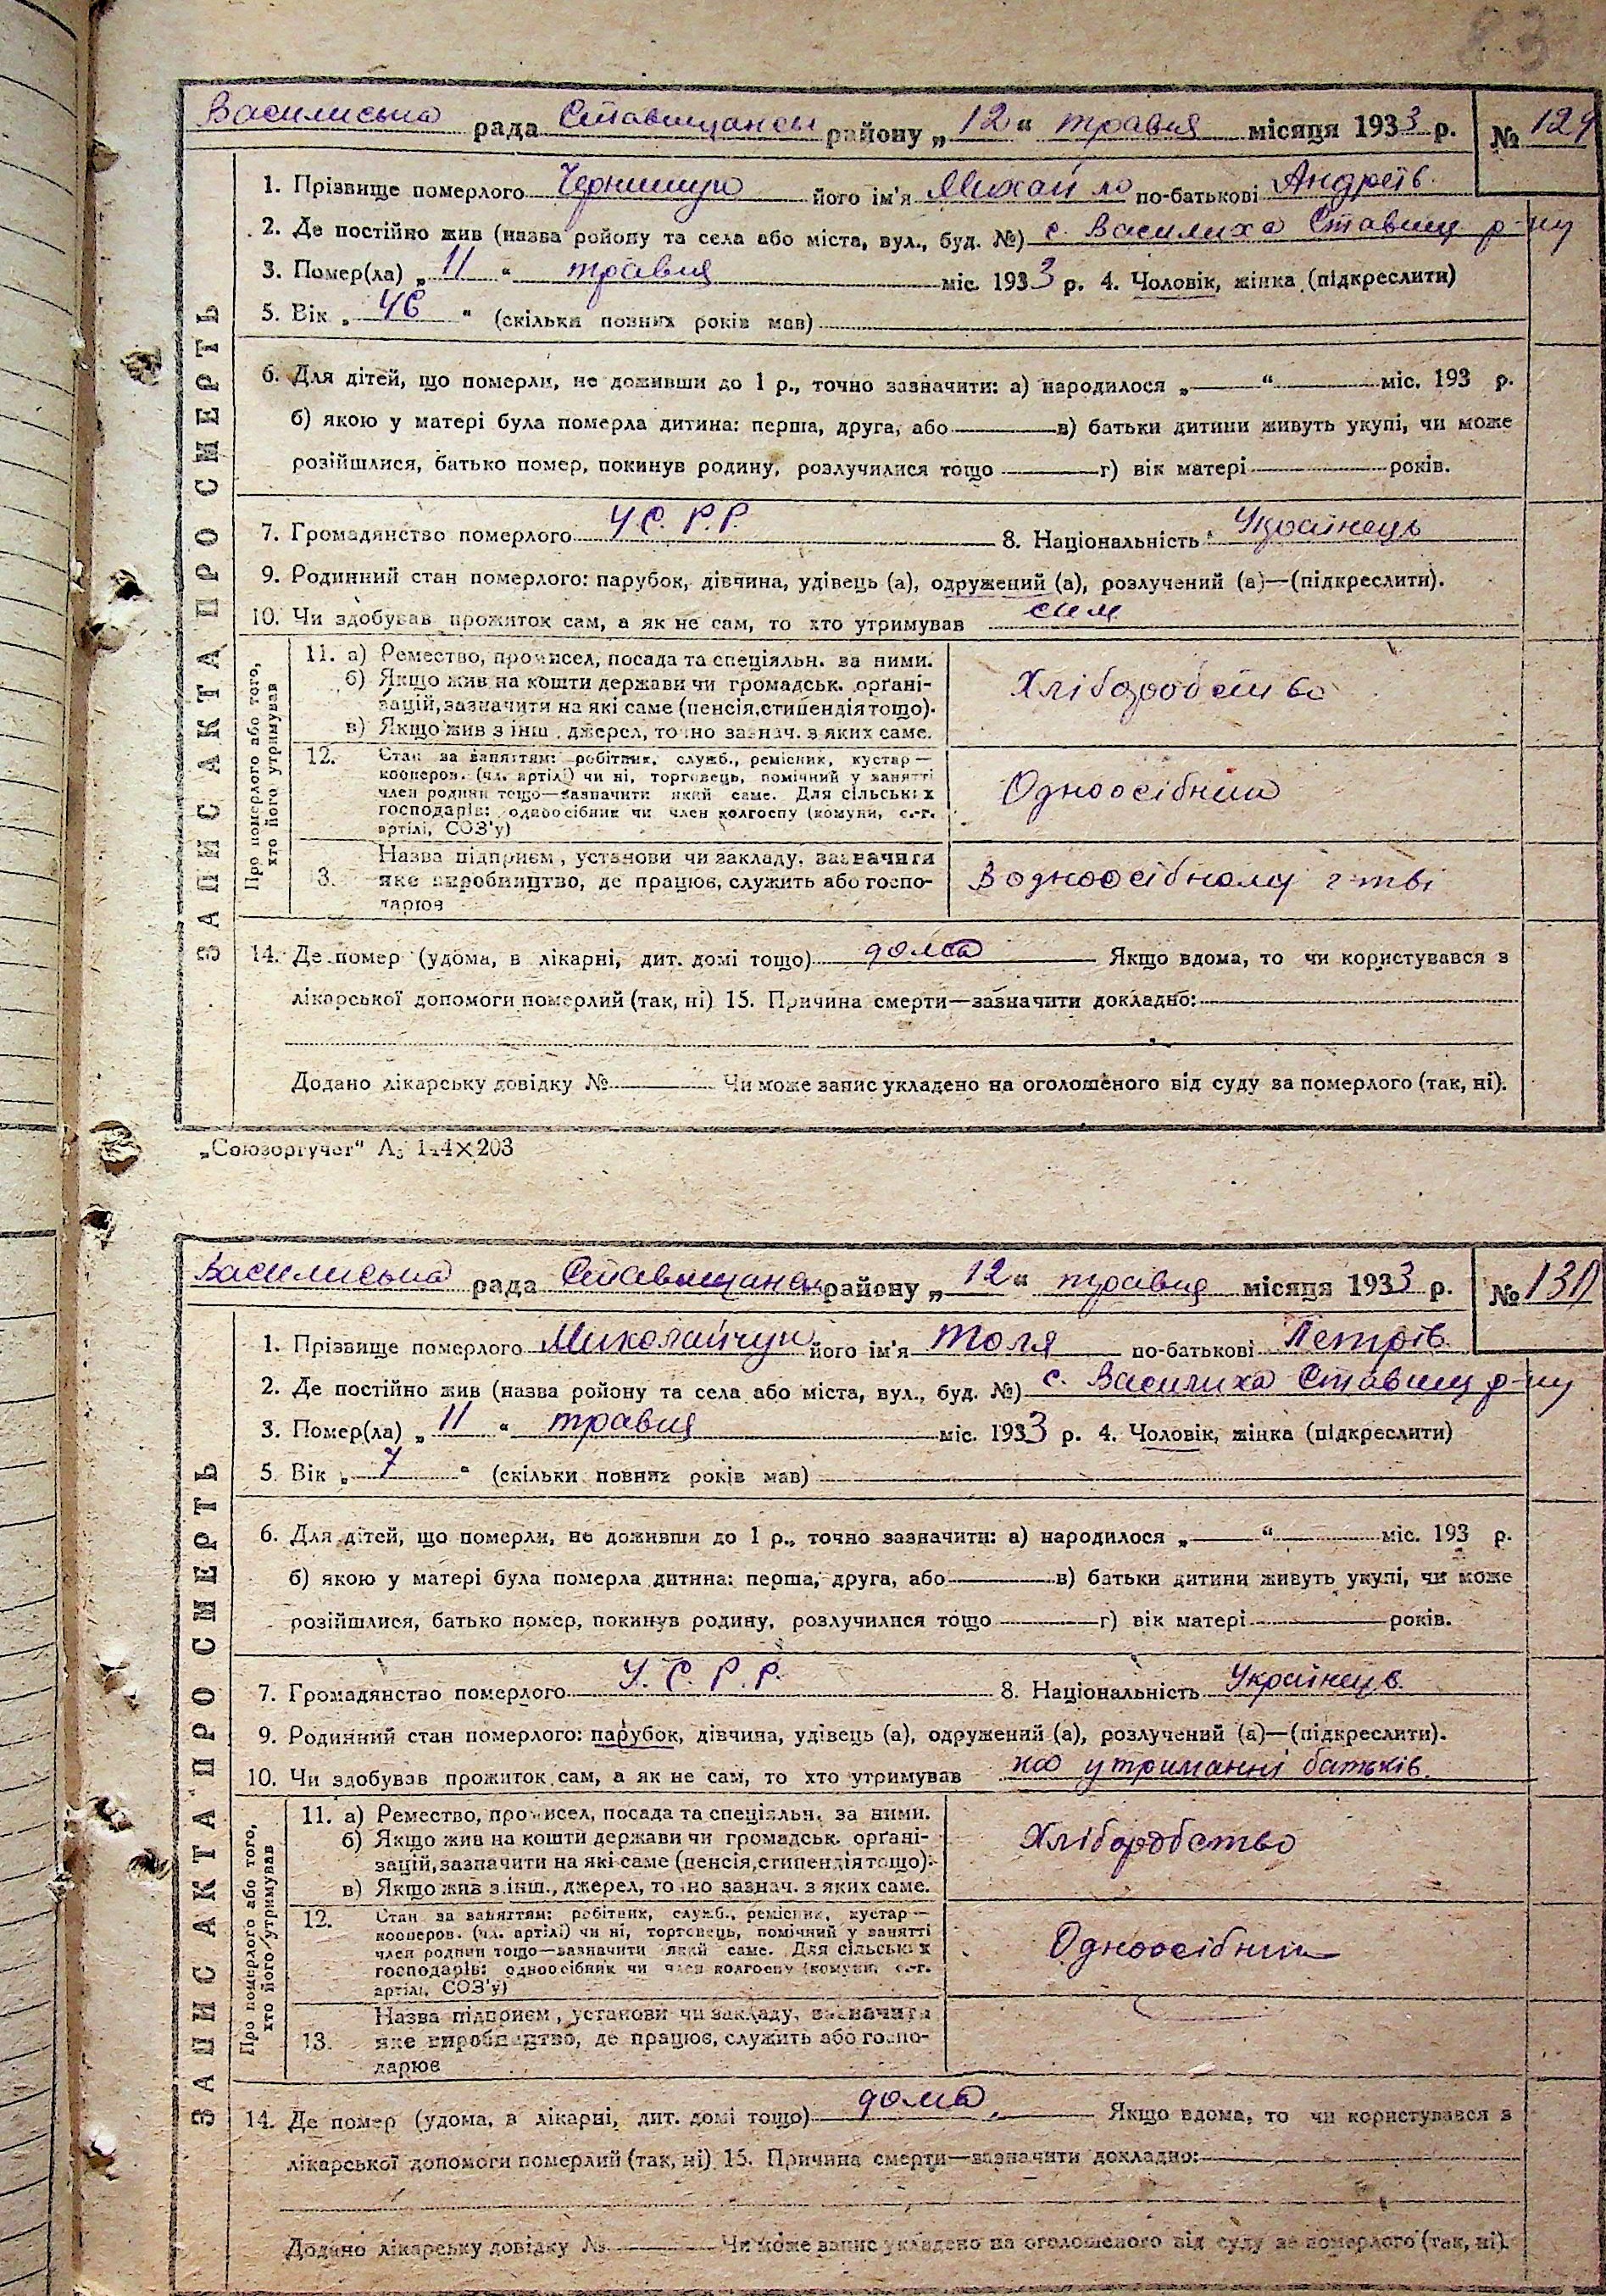 83
Василиська рада Ставищанськ району „12“ травня місяця 1933 р. № 129
ЗАПИС АКТА ПРО СМЕРТЬ
1. Прізвище померлого його ім'я Михайло по-батькові Андреїв
2. Де постійно жив (назва ройону та села або міста, вул., буд. №) с. Василиха Ставищ р-ну
3. Помер(ла) „11“ травня міс. 1933 р. 4. Чоловік, жінка (підкреслити)
5. Вік „46“ (скільки повних років мав)
6. Для дітей, що померли, не доживши до 1 р., точно зазначити: а) народилося „ “ міс. 193 р.
б) якою у матері була померла дитина: перша, друга, або в) батьки дитини живуть укупі, чи може
розійшлися, батько помер, покинув родину, розлучилися тощо г) вік матері років.
7. Громадянство померлого У.С.Р.Р. 8. Національність Українець
9. Родинний стан померлого: парубок, дівчина, удівець (а), одружений (а), розлучений (а)—(підкреслити).
10. Чи здобував прожиток сам, а як не сам, то хто утримував сам
Про померлого або того,
хто його утримував
11. а) Ремество, промисел, посада та спеціяльн. за ними.
б) Якщо жив на кошти держави чи громадськ. орґані-
зацій, зазначити на які саме (пенсія, стипендія тощо).
в) Якщо жив з інш. джерел, точно зазнач. з яких саме.
Хлібороб ство
12. Стан за заняттям: робітник, служб., ремісник, кустар—
кооперов. (чл. артілі) чи ні, торговець, помічний у занятті
член родини тощо—зазначити який саме. Для сільських
господарів: одноосібник чи член колгоспу (комуни, с.-г.
артілі, СОЗ'у)
Одноосібник
13. Назва підприєм., установи чи закладу, зазначити
яке виробництво, де працює, служить або госпо-
дарює
В одноосібному г-тві
14. Де помер (удома, в лікарні, дит. домі тощо) дома Якщо вдома, то чи користувався з
лікарської допомоги померлий (так, ні) 15. Причина смерти—зазначити докладно:
Додано лікарську довідку № Чи може запис укладено на оголошеного від суду за померлого (так, ні).
„Союзоргучет“ А5 144×203
Василиська рада Ставищанськ району „12“ травня місяця 1933 р. № 130
ЗАПИС АКТА ПРО СМЕРТЬ
1. Прізвище померлого Миколайчук його ім'я Толя по-батькові Петрів
2. Де постійно жив (назва ройону та села або міста, вул., буд. №) с. Василиха Ставищ р-ну
3. Помер(ла) „11“ травня міс. 1933 р. 4. Чоловік, жінка (підкреслити)
5. Вік „7“ (скільки повних років мав)
6. Для дітей, що померли, не доживши до 1 р., точно зазначити: а) народилося „ “ міс. 193 р.
б) якою у матері була померла дитина: перша, друга, або в) батьки дитини живуть укупі, чи може
розійшлися, батько помер, покинув родину, розлучилися тощо г) вік матері років.
7. Громадянство померлого У.С.Р.Р. 8. Національність Українець
9. Родинний стан померлого: парубок, дівчина, удівець (а), одружений (а), розлучений (а)—(підкреслити).
10. Чи здобував прожиток сам, а як не сам, то хто утримував на утриманні батьків.
Про померлого або того,
хто його утримував
11. а) Ремество, промисел, посада та спеціяльн. за ними.
б) Якщо жив на кошти держави чи громадськ. орґані-
зацій, зазначити на які саме (пенсія, стипендія тощо).
в) Якщо жив з інш., джерел, точно зазнач. з яких саме.
Хліборобство
12. Стан за заняттям: робітник, служб., ремісник, кустар—
кооперов. (чл. артілі) чи ні, торговець, помічний у занятті
член родини тощо—зазначити який саме. Для сільських
господарів: одноосібник чи член колгоспу (комуни, с.-г.
артілі, СОЗ'у)
Одноосібник
13. Назва підприєм., установи чи закладу, зазначити
яке виробництво, де працює, служить або госпо-
дарює
14. Де помер (удома, в лікарні, дит. домі тощо) дома Якщо вдома, то чи користувався з
лікарської допомоги померлий (так, ні) 15. Причина смерти—зазначити докладно:
Додано лікарську довідку № Чи може запис укладено на оголошеного від суду за померлого (так, ні).